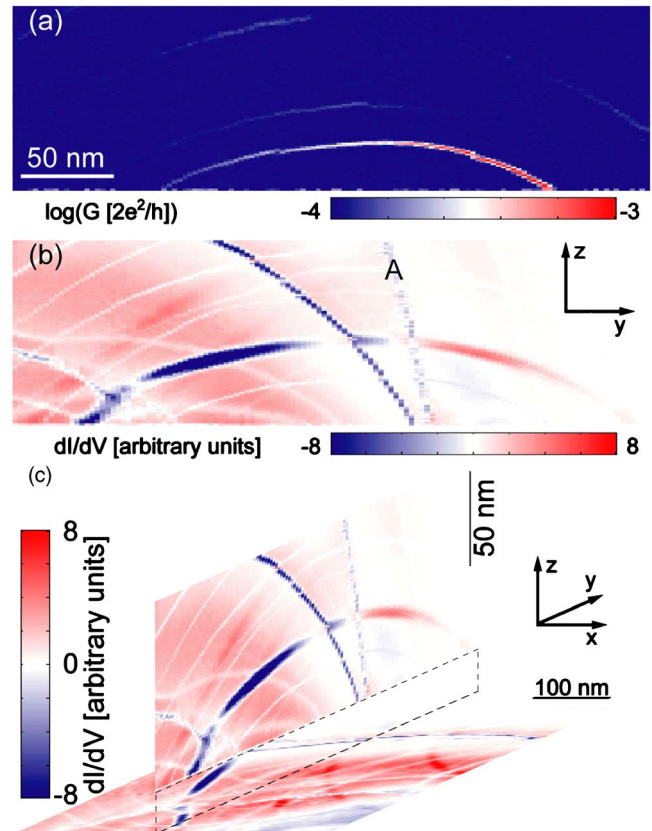 (a)
50 nm
log(G [2e²/h])
-4
-3
(b)
A
z
y
dI/dV [arbitrary units]
-8
8
(c)
50 nm
8
0
-8
dI/dV [arbitrary units]
z
y
x
100 nm